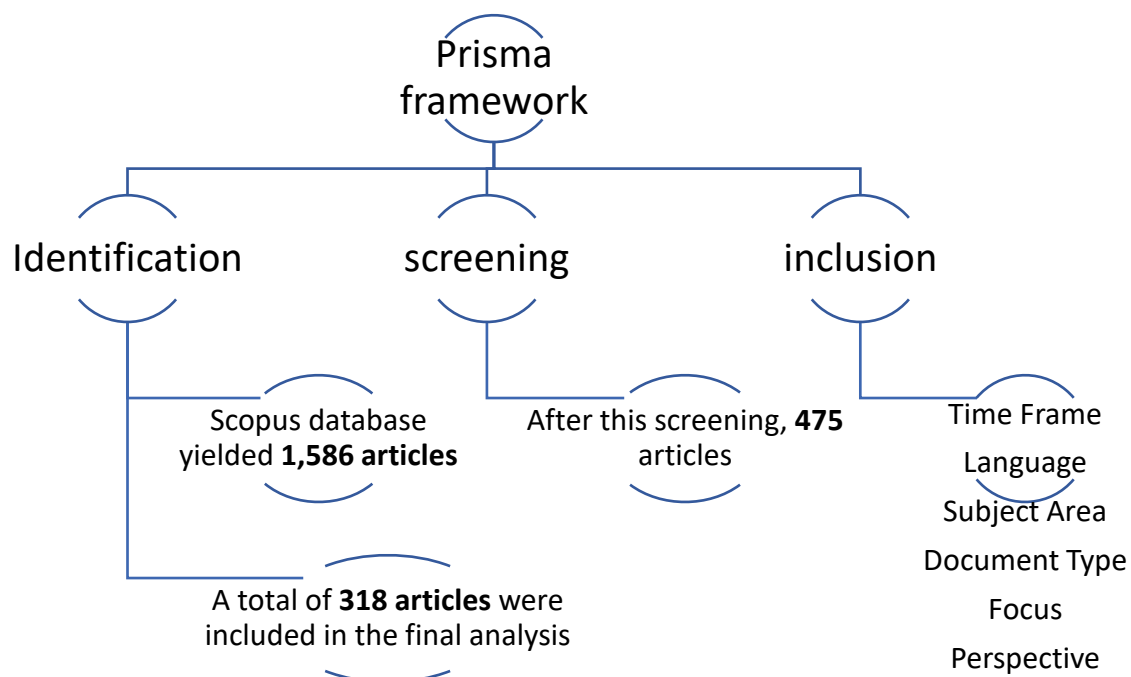 Prisma
framework
Identification
screening
inclusion
Scopus database
yielded 1,586 articles
After this screening, 475
articles
Time Frame
Language
Subject Area
Document Type
Focus
Perspective
A total of 318 articles were
included in the final analysis